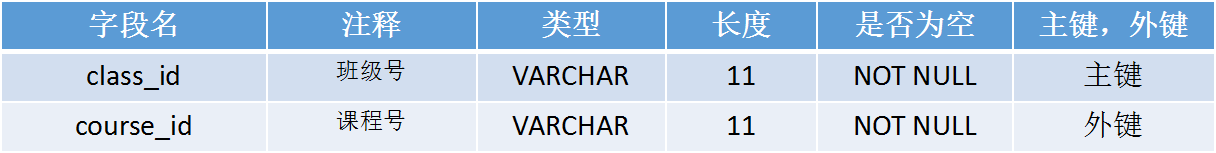 字段名 注释 类型 长度 是否为空 主键，外键
class_id 班级号 VARCHAR 11 NOT NULL 主键
course_id 课程号 VARCHAR 11 NOT NULL 外键